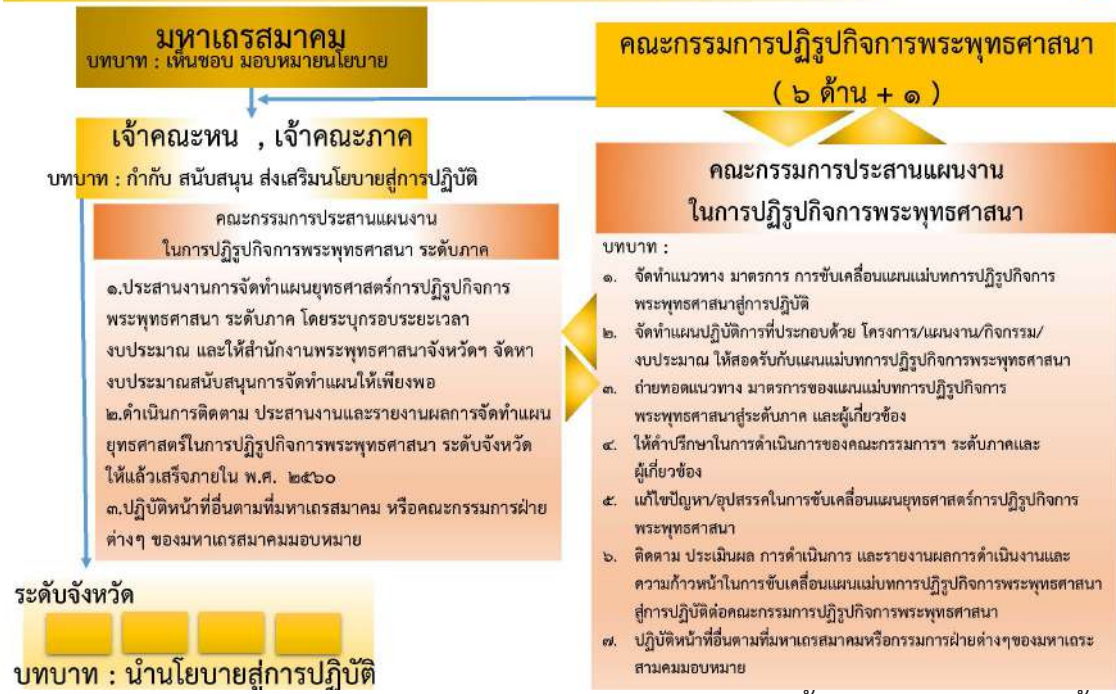 มหาเถรสมาคม
บทบาท : เห็นชอบ มอบหมายนโยบาย
คณะกรรมการปฏิรูปกิจการพระพุทธศาสนา
( ๖ ด้าน + ๑ )
เจ้าคณะหน , เจ้าคณะภาค
บทบาท : กำกับ สนับสนุน ส่งเสริมนโยบายสู่การปฏิบัติ
คณะกรรมการประสานแผนงาน
ในการปฏิรูปกิจการพระพุทธศาสนา ระดับภาค
๑.ประสานงานการจัดทำแผนยุทธศาสตร์การปฏิรูปกิจการ
พระพุทธศาสนา ระดับภาค โดยระบุกรอบระยะเวลา
งบประมาณ และให้สำนักงานพระพุทธศาสนาจังหวัดฯ จัดหา
งบประมาณสนับสนุนการจัดทำแผนให้เพียงพอ
๒.ดำเนินการติดตาม ประสานงานและรายงานผลการจัดทำแผน
ยุทธศาสตร์ในการปฏิรูปกิจการพระพุทธศาสนา ระดับจังหวัด
ให้แล้วเสร็จภายใน พ.ศ. ๒๕๖๐
๓.ปฏิบัติหน้าที่อื่นตามที่มหาเถรสมาคม หรือคณะกรรมการฝ่าย
ต่างๆ ของมหาเถรสมาคมมอบหมาย
ระดับจังหวัด
บทบาท : นำนโยบายสู่การปฏิบัติ
คณะกรรมการประสานแผนงาน
ในการปฏิรูปกิจการพระพุทธศาสนา
บทบาท :
๑. จัดทำแนวทาง มาตรการ การขับเคลื่อนแผนแม่บทการปฏิรูปกิจการ
พระพุทธศาสนาสู่การปฏิบัติ
๒. จัดทำแผนปฏิบัติการที่ประกอบด้วย โครงการ/แผนงาน/กิจกรรม/
งบประมาณ ให้สอดรับกับแผนแม่บทการปฏิรูปกิจการพระพุทธศาสนา
๓. ถ่ายทอดแนวทาง มาตรการของแผนแม่บทการปฏิรูปกิจการ
พระพุทธศาสนาสู่ระดับภาค และผู้เกี่ยวข้อง
๔. ให้คำปรึกษาในการดำเนินการของคณะกรรมการฯ ระดับภาคและ
ผู้เกี่ยวข้อง
๕. แก้ไขปัญหา/อุปสรรคในการขับเคลื่อนแผนยุทธศาสตร์การปฏิรูปกิจการ
พระพุทธศาสนา
๖. ติดตาม ประเมินผล การดำเนินการ และรายงานผลการดำเนินงานและ
ความก้าวหน้าในการขับเคลื่อนแผนแม่บทการปฏิรูปกิจการพระพุทธศาสนา
สู่การปฏิบัติต่อคณะกรรมการปฏิรูปกิจการพระพุทธศาสนา
๗. ปฏิบัติหน้าที่อื่นตามที่มหาเถรสมาคมหรือกรรมการฝ่ายต่างๆของมหาเถระ
สามคมมอบหมาย